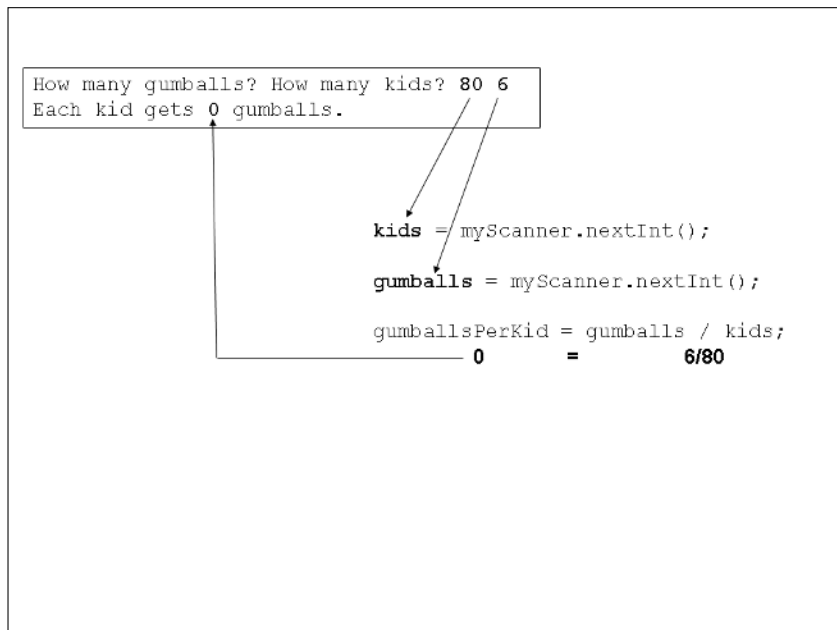 How many gumballs? How many kids? 80 6
Each kid gets 0 gumballs.
kids = myScanner.nextInt();
gumballs = myScanner.nextInt();
gumballsPerKid = gumballs / kids;
0 = 6/80